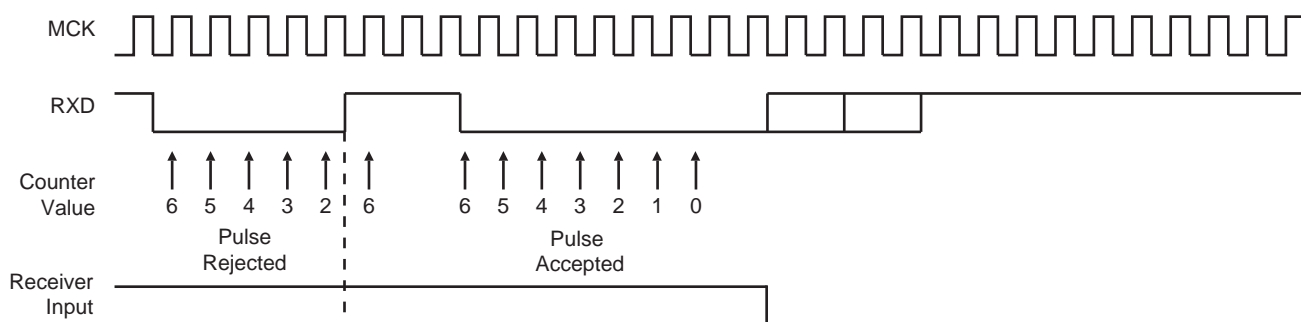 MCK
RXD
Counter
Value
6 5 4 3 2 6 6 5 4 3 2 1 0
Pulse
Rejected
Pulse
Accepted
Receiver
Input